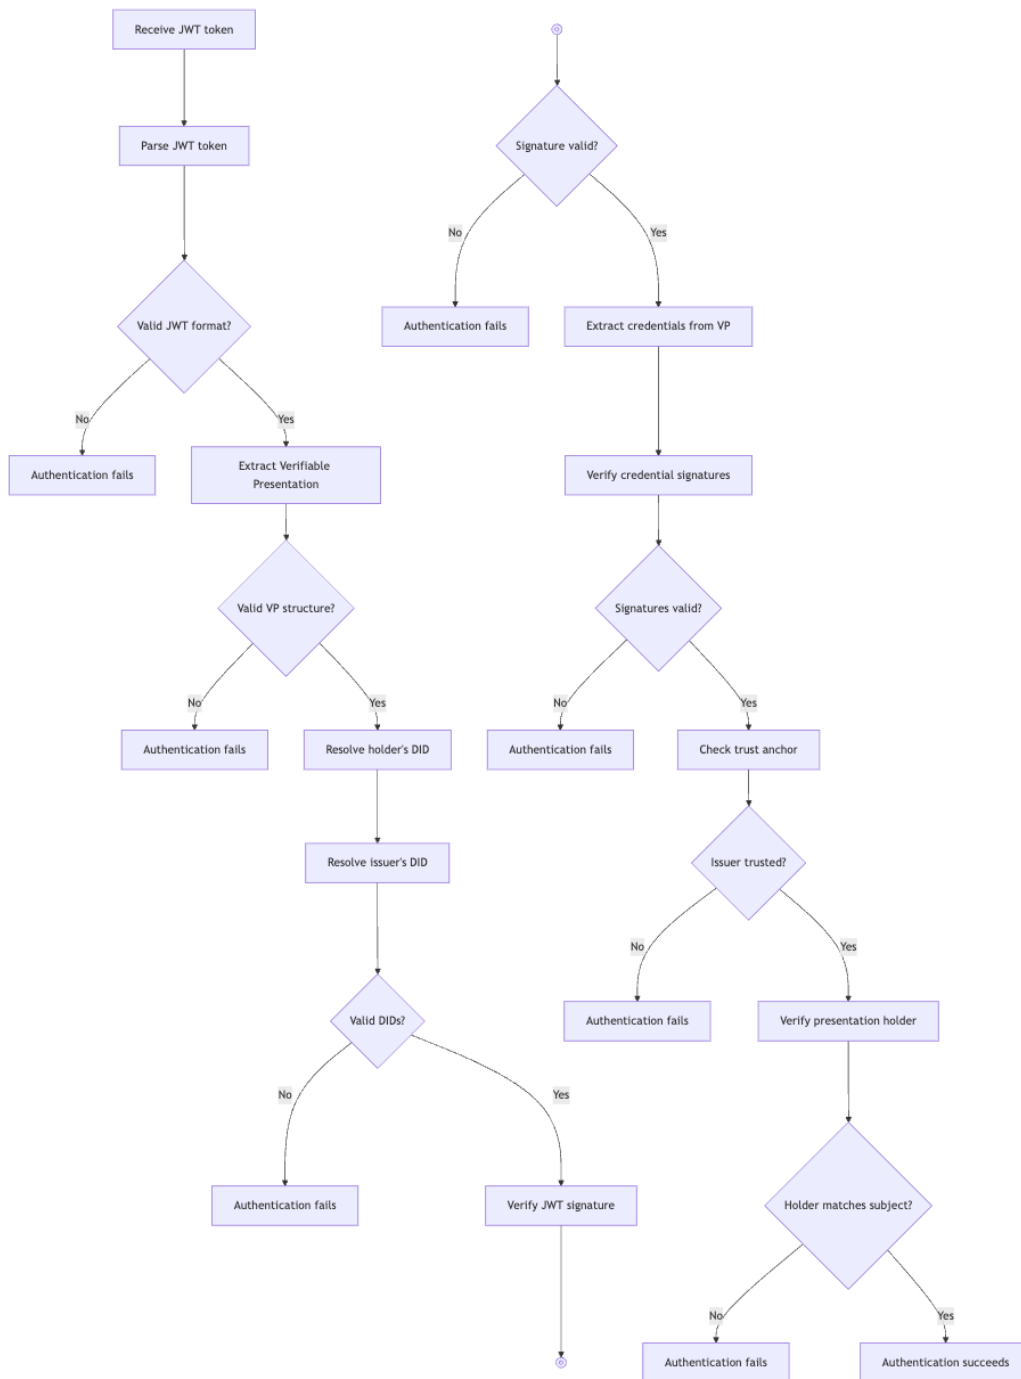 Receive JWT token
Parse JWT token
Valid JWT format?
No
Yes
Authentication fails
Extract Verifiable
Presentation
Valid VP structure?
No
Yes
Authentication fails
Resolve holder's DID
Resolve issuer's DID
Valid DIDs?
No
Yes
Authentication fails
Verify JWT signature
Signature valid?
No
Yes
Authentication fails
Extract credentials from VP
Verify credential signatures
Signatures valid?
No
Yes
Authentication fails
Check trust anchor
Issuer trusted?
No
Yes
Authentication fails
Verify presentation holder
Holder matches subject?
No
Yes
Authentication fails
Authentication succeeds